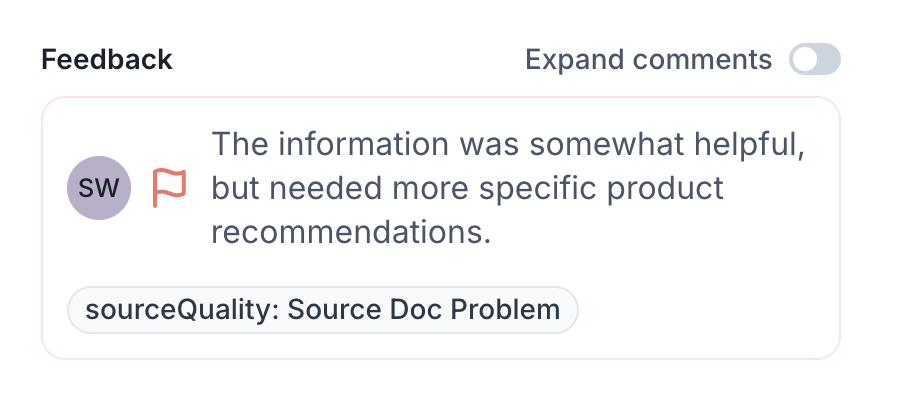 Feedback
Expand comments
SW
The information was somewhat helpful,
but needed more specific product
recommendations.
sourceQuality: Source Doc Problem